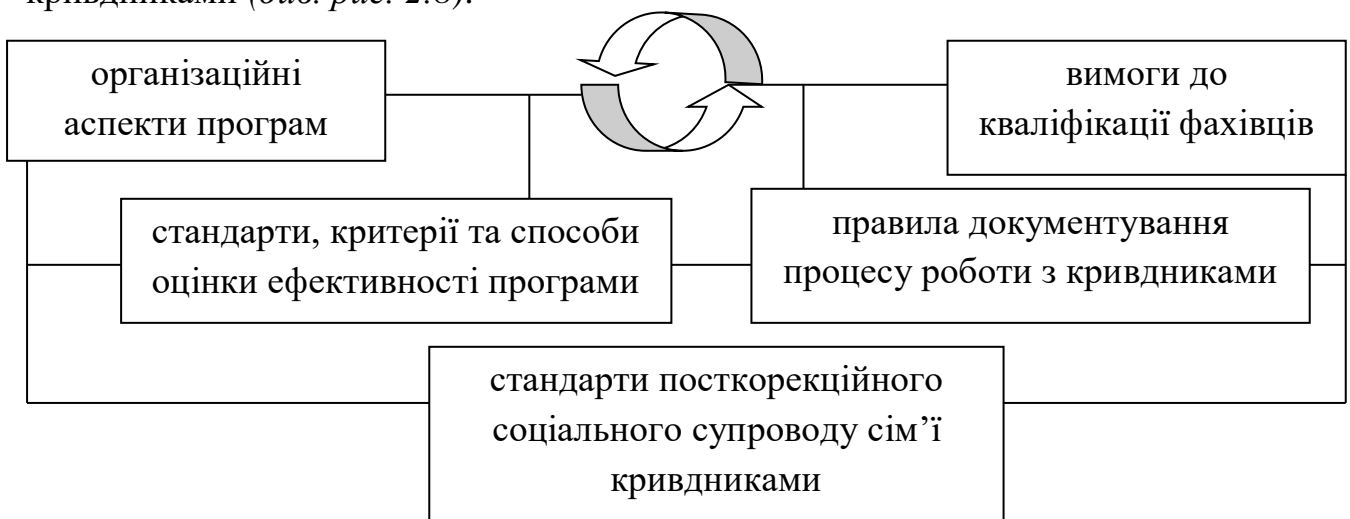 кривдниками (див. рис. 2.8).
організаційні
аспекти програм
вимоги до
кваліфікації фахівців
стандарти, критерії та способи
оцінки ефективності програми
правила документування
процесу роботи з кривдниками
стандарти посткорекційного
соціального супроводу сім’ї
кривдниками